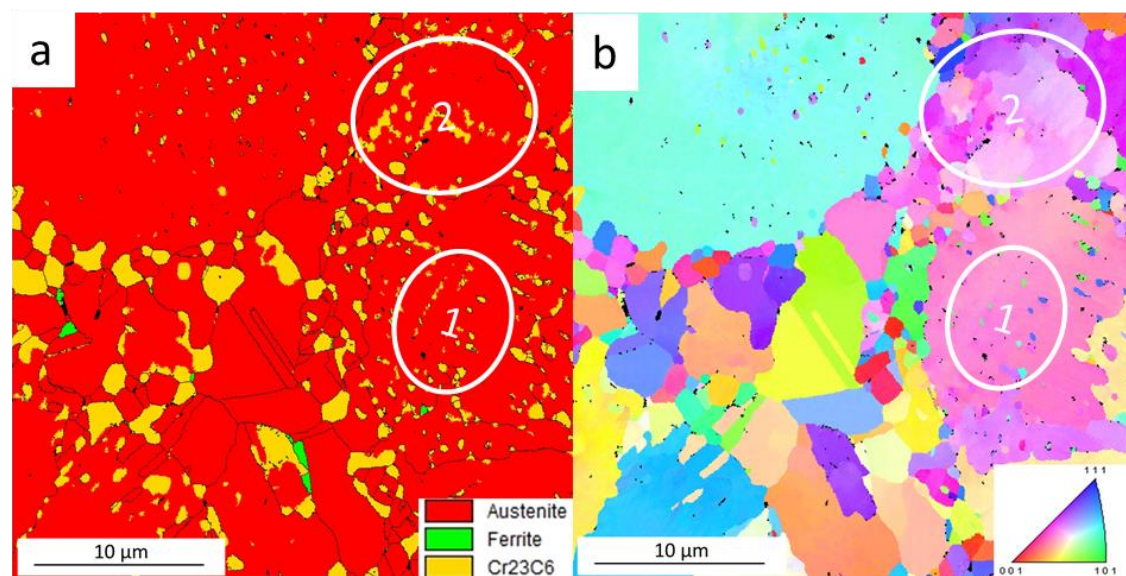 a
2
1
Austenite
Ferrite
Cr23C6
10 μm
b
2
1
111
001
101
10 μm